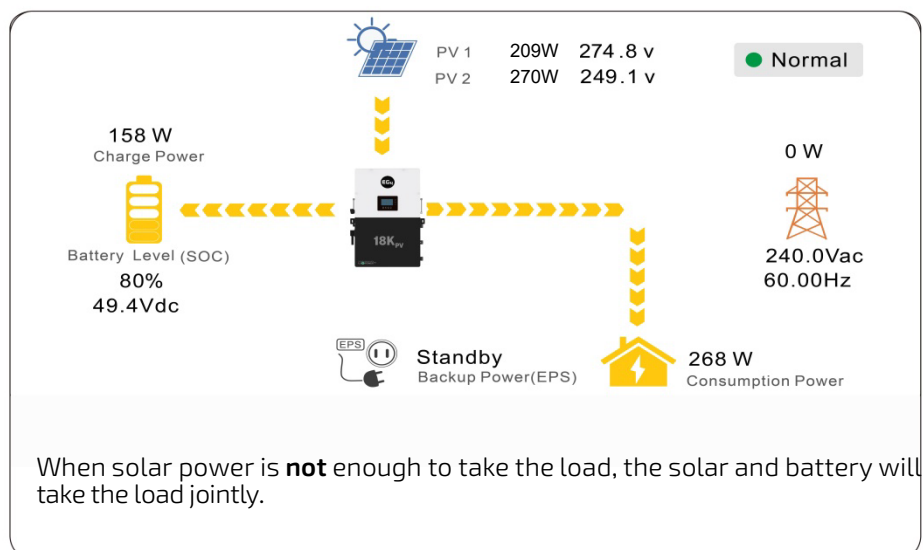 PV 1 209W 274.8 v
PV 2 270W 249.1 v
Normal
158 W
Charge Power
Battery Level (SOC)
80%
49.4Vdc
EG4
18KPV
0 W
240.0Vac
60.00Hz
EPS
Standby
Backup Power(EPS)
268 W
Consumption Power
When solar power is not enough to take the load, the solar and battery will
take the load jointly.